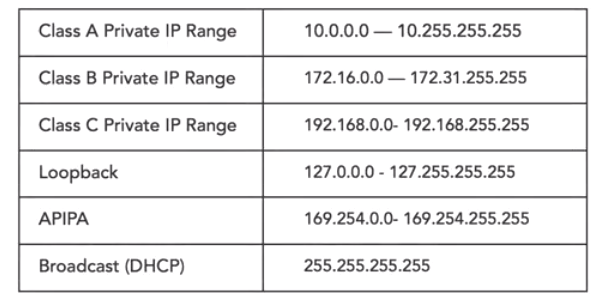 Class A Private IP Range 10.0.0.0 — 10.255.255.255
Class B Private IP Range 172.16.0.0 — 172.31.255.255
Class C Private IP Range 192.168.0.0- 192.168.255.255
Loopback 127.0.0.0 - 127.255.255.255
APIPA 169.254.0.0- 169.254.255.255
Broadcast (DHCP) 255.255.255.255